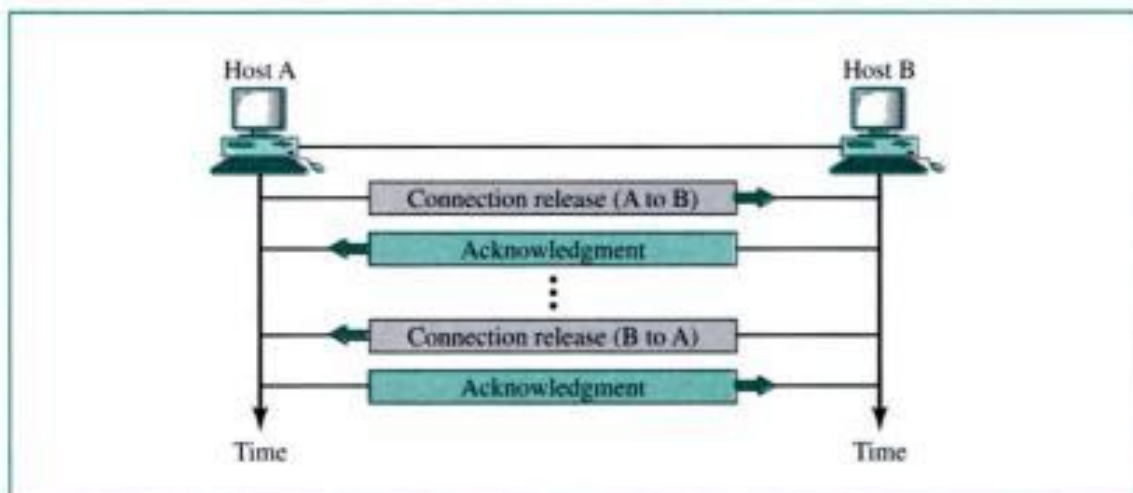 Host A
Host B
Connection release (A to B)
Acknowledgment
Connection release (B to A)
Acknowledgment
Time
Time